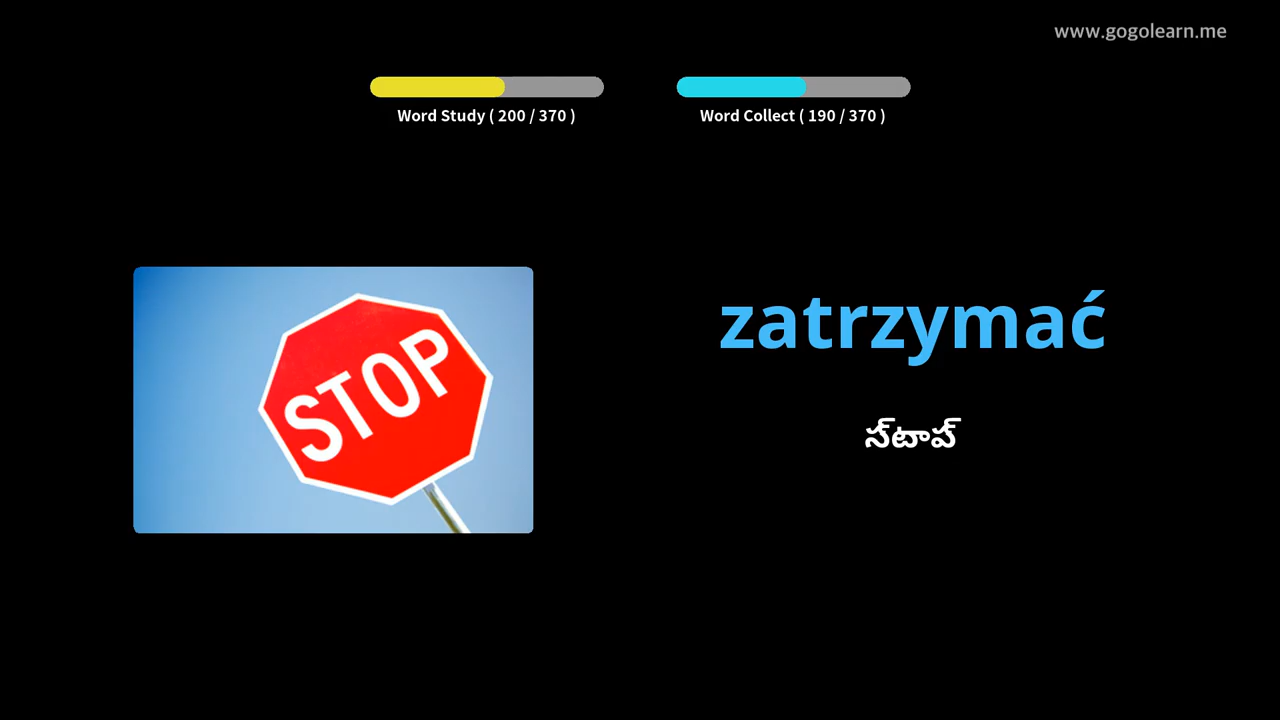 www.gogolearn.me
Word Study ( 200 / 370 )
Word Collect ( 190 / 370 )
STOP
zatrzymać
స్​టాప్